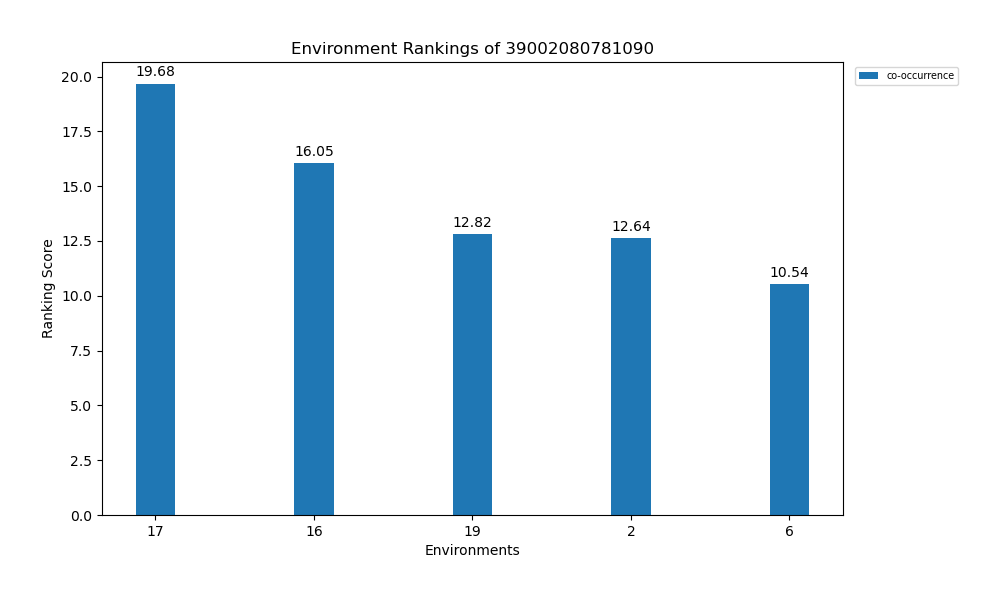 Environment Rankings of 39002080781090
co-occurrence
19.68
16.05
12.82
12.64
10.54
20.0
17.5
15.0
12.5
10.0
7.5
5.0
2.5
0.0
Ranking Score
17 16 19 2 6
Environments